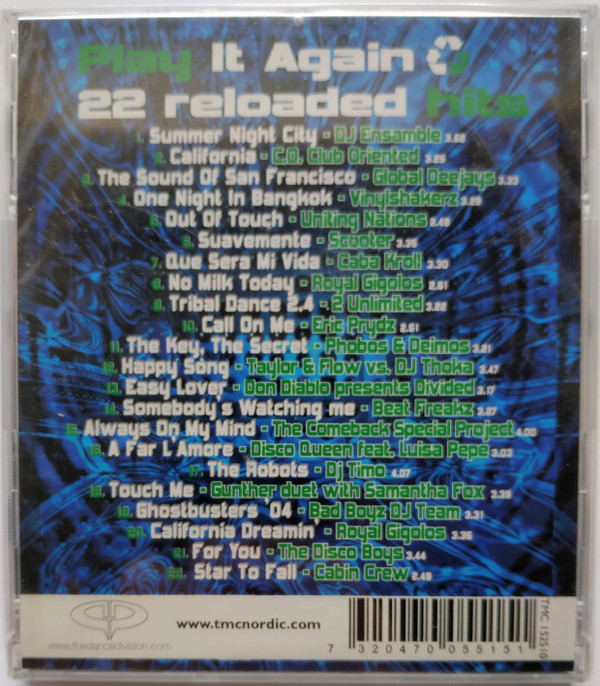 Play It Again
22 reloaded hits
1. Summer Night City - DJ Ensamble 3.52
2. California - C.O. Club Oriented 3.25
3. The Sound Of San Francisco - Global Deejays 3.33
4. One Night In Bangkok - Vinylshakerz 3.29
5. Out Of Touch - Uniting Nations 2.49
6. Suavemente - Scooter 3.35
7. Que Sera Mi Vida - Caba Kroll 3.30
8. No Milk Today - Royal Gigolos 2.51
9. Tribal Dance 2.4 - 2 Unlimited 3.22
10. Call On Me - Eric Prydz 2.51
11. The Key, The Secret - Phobos & Deimos 3.21
12. Happy Song - Taylor & Flow vs. DJ Thoka 3.47
13. Easy Lover - Don Diablo presents Divided 3.17
14. Somebody's Watching me - Beat Freakz 3.27
15. Always On My Mind - The Comeback Special Project 4.00
16. A Far L'Amore - Disco Queen feat. Luisa Pepe 3.03
17. The Robots - Dj Timo 4.07
18. Touch Me - Gunther duet with Samantha Fox
19. Ghostbusters '04 - Bad Boyz DJ Team 3.31
20. California Dreamin' - Royal Gigolos 3.35
21. For You - The Disco Boys 3.44
22. Star To Fall - Cabin Crew 2.49
www.thedancedivision.com
www.tmcnordic.com
7 320470 055151
TMC 152510